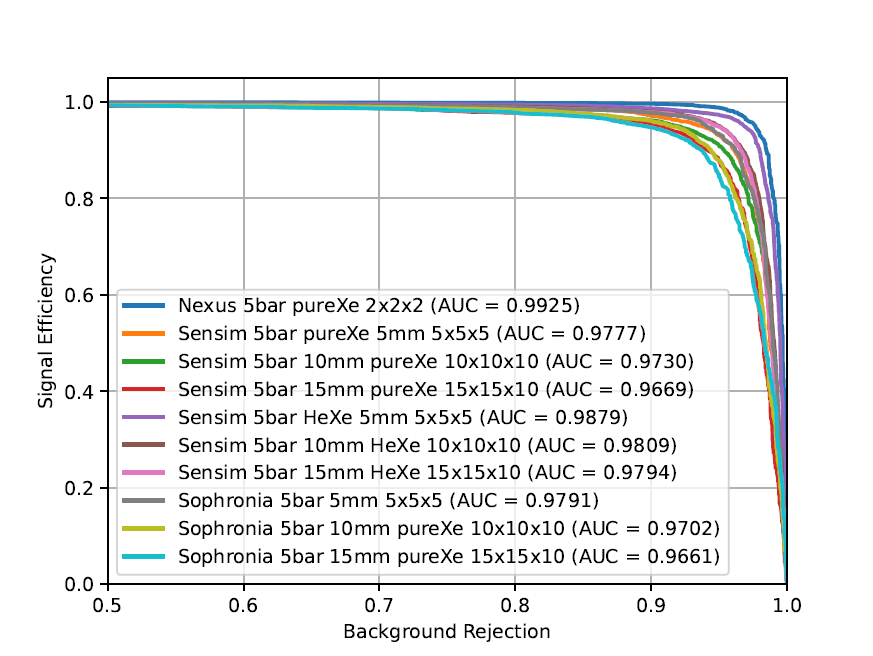 1.0
0.8
0.6
0.4
0.2
0.0
Signal Efficiency
Nexus 5bar pureXe 2x2x2 (AUC = 0.9925)
Sensim 5bar pureXe 5mm 5x5x5 (AUC = 0.9777)
Sensim 5bar 10mm pureXe 10x10x10 (AUC = 0.9730)
Sensim 5bar 15mm pureXe 15x15x10 (AUC = 0.9669)
Sensim 5bar HeXe 5mm 5x5x5 (AUC = 0.9879)
Sensim 5bar 10mm HeXe 10x10x10 (AUC = 0.9809)
Sensim 5bar 15mm HeXe 15x15x10 (AUC = 0.9794)
Sophronia 5bar 5mm 5x5x5 (AUC = 0.9791)
Sophronia 5bar 10mm pureXe 10x10x10 (AUC = 0.9702)
Sophronia 5bar 15mm pureXe 15x15x10 (AUC = 0.9661)
0.5 0.6 0.7 0.8 0.9 1.0
Background Rejection